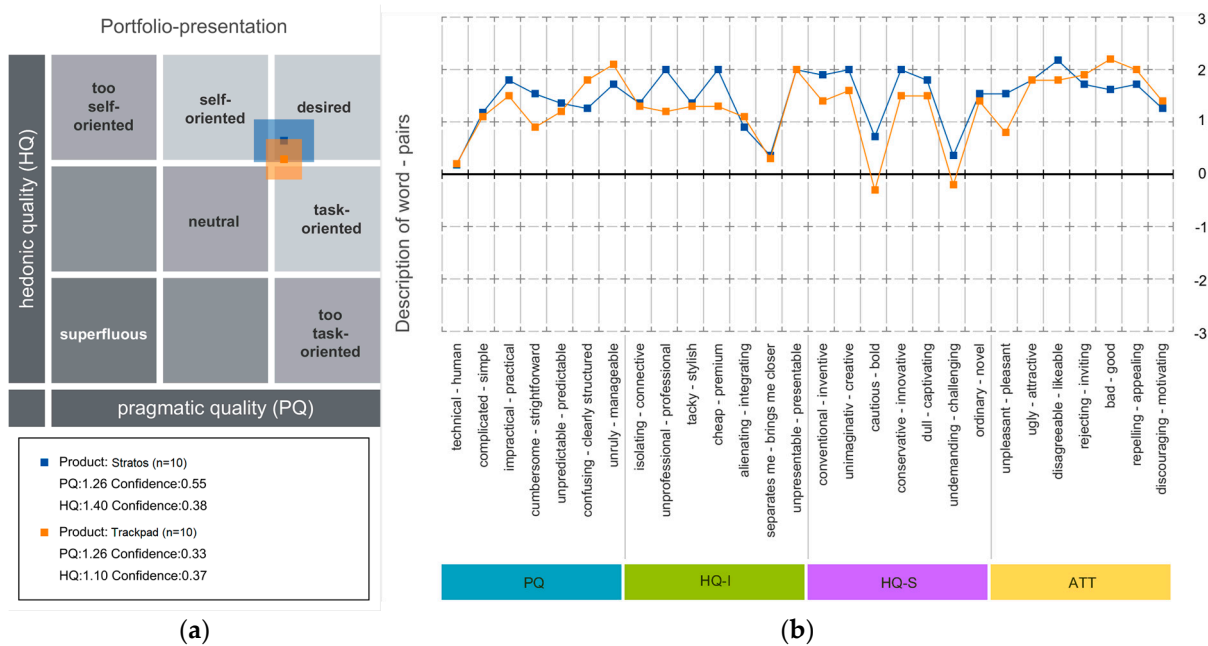 Portfolio-presentation
hedonic quality (HQ)
too
self-
oriented
self-
oriented
desired
neutral
task-
oriented
superfluous
too
task-
oriented
pragmatic quality (PQ)
Product: Stratos (n=10)
PQ:1.26 Confidence:0.55
HQ:1.40 Confidence:0.38
Product: Trackpad (n=10)
PQ:1.26 Confidence:0.33
HQ:1.10 Confidence:0.37
(a)
Description of word - pairs
3
2
1
0
-1
-2
-3
technical - human
complicated - simple
impractical - practical
cumbersome - strightforward
unpredictable - predictable
confusing - clearly structured
unruly - manageable
isolating - connective
unprofessional - professional
tacky - stylish
cheap - premium
alienating - integrating
separates me - brings me closer
unpresentable - presentable
conventional - inventive
unimaginativ - creative
cautious - bold
conservative - innovative
dull - captivating
undemanding - challenging
ordinary - novel
unpleasant - pleasant
ugly - attractive
disagreeable - likeable
rejecting - inviting
bad - good
repelling - appealing
discouraging - motivating
PQ
HQ-I
HQ-S
ATT
(b)